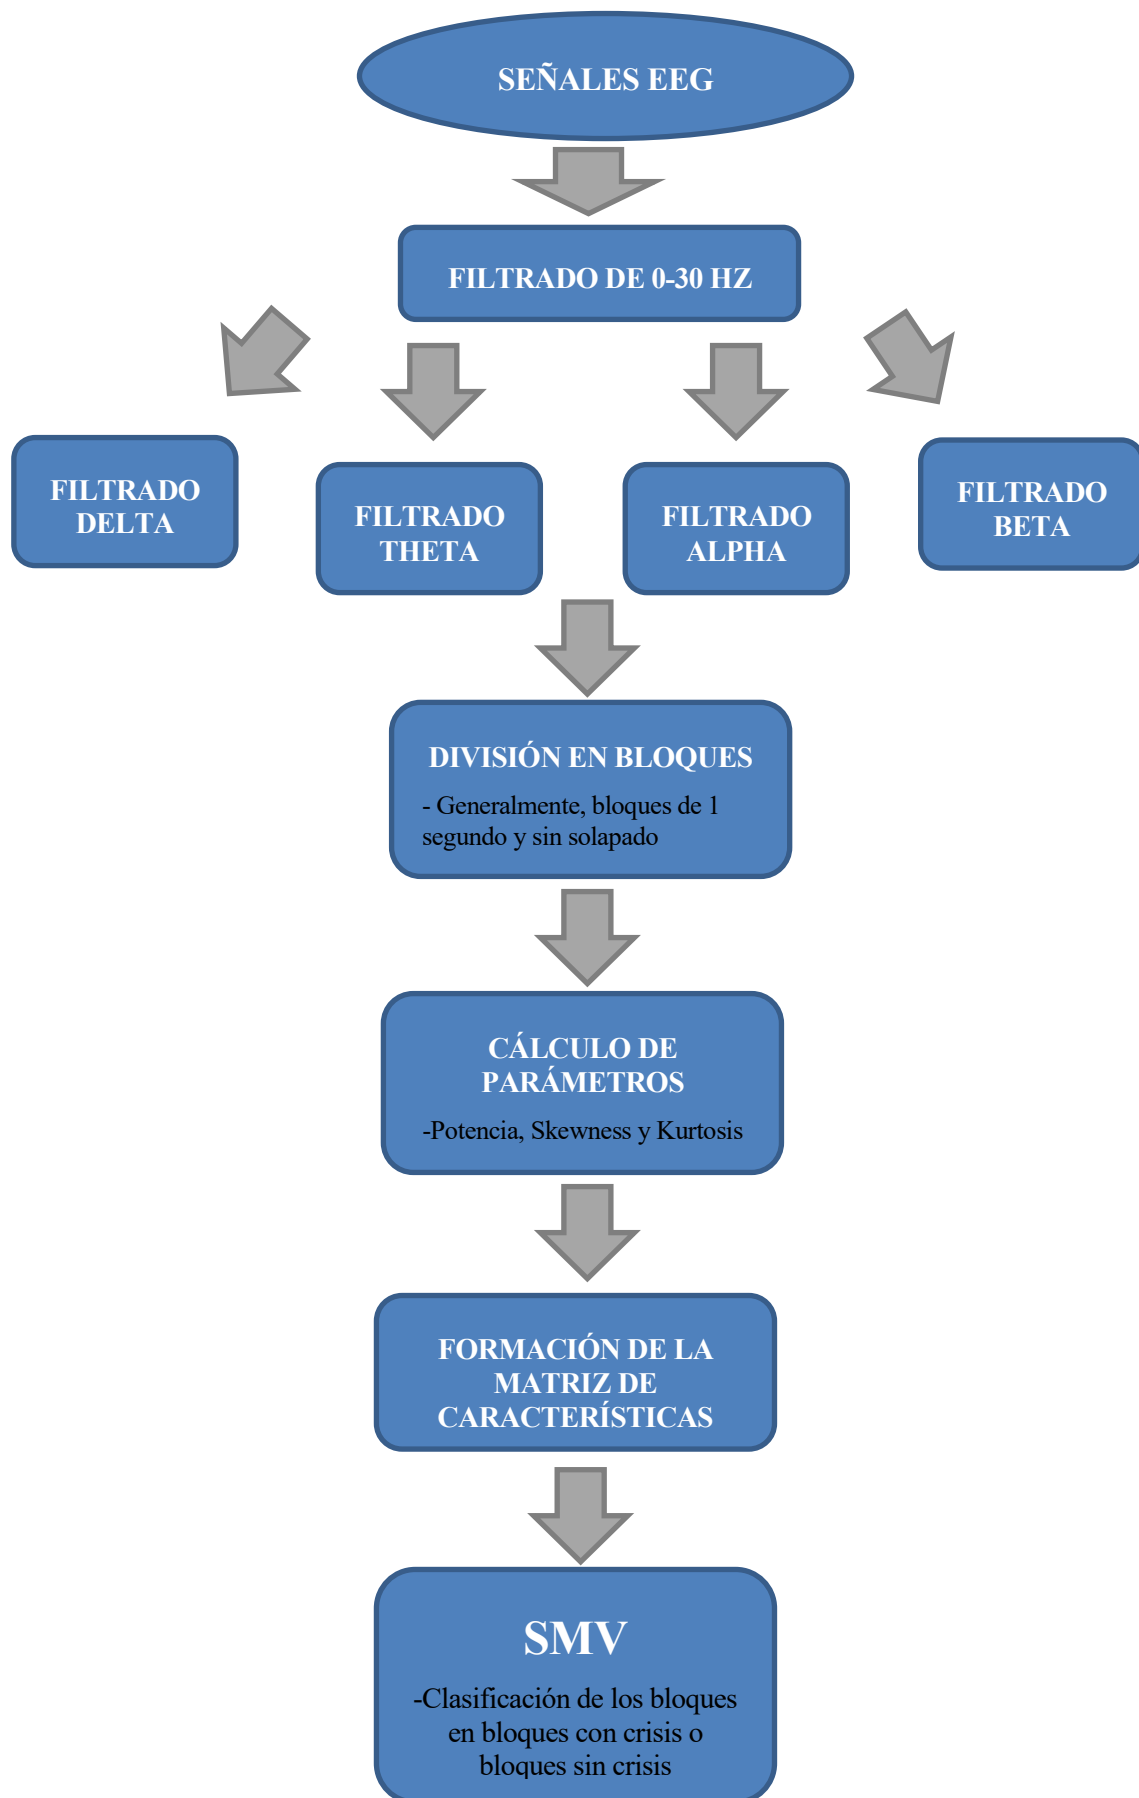 SEÑALES EEG
FILTRADO DE 0-30 HZ
FILTRADO
DELTA
FILTRADO
THETA
FILTRADO
ALPHA
FILTRADO
BETA
DIVISIÓN EN BLOQUES
- Generalmente, bloques de 1
segundo y sin solapado
CÁLCULO DE
PARÁMETROS
-Potencia, Skewness y Kurtosis
FORMACIÓN DE LA
MATRIZ DE
CARACTERÍSTICAS
SMV
-Clasificación de los bloques
en bloques con crisis o
bloques sin crisis